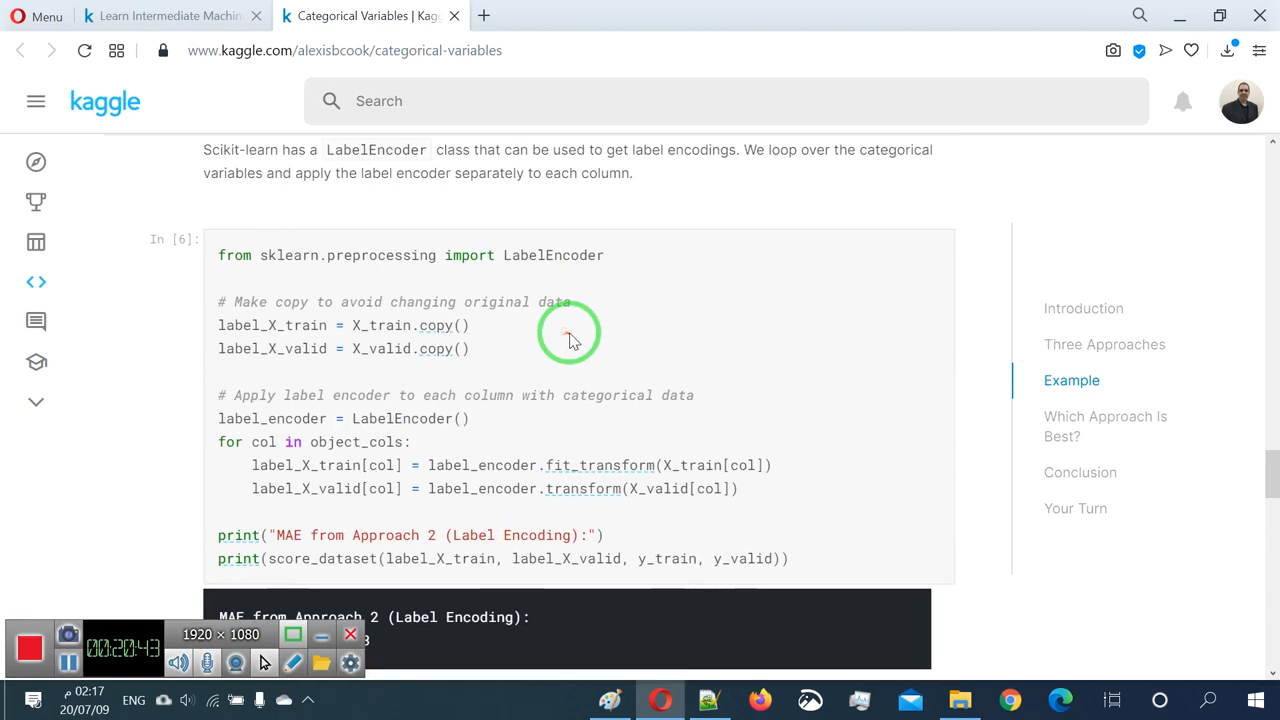 Menu
Learn Intermediate Machin
Categorical Variables | Kagg
www.kaggle.com/alexisbcook/categorical-variables
kaggle
Search
Scikit-learn has a LabelEncoder class that can be used to get label encodings. We loop over the categorical
variables and apply the label encoder separately to each column.
In [6]:
from sklearn.preprocessing import LabelEncoder
# Make copy to avoid changing original data
label_X_train = X_train.copy()
label_X_valid = X_valid.copy()
# Apply label encoder to each column with categorical data
label_encoder = LabelEncoder()
for col in object_cols:
label_X_train[col] = label_encoder.fit_transform(X_train[col])
label_X_valid[col] = label_encoder.transform(X_valid[col])
print("MAE from Approach 2 (Label Encoding):")
print(score_dataset(label_X_train, label_X_valid, y_train, y_valid))
MAE from Approach 2 (Label Encoding):
3
Introduction
Three Approaches
Example
Which Approach Is
Best?
Conclusion
Your Turn
00:20:43
1920 × 1080
ENG
02:17 م
20/07/09